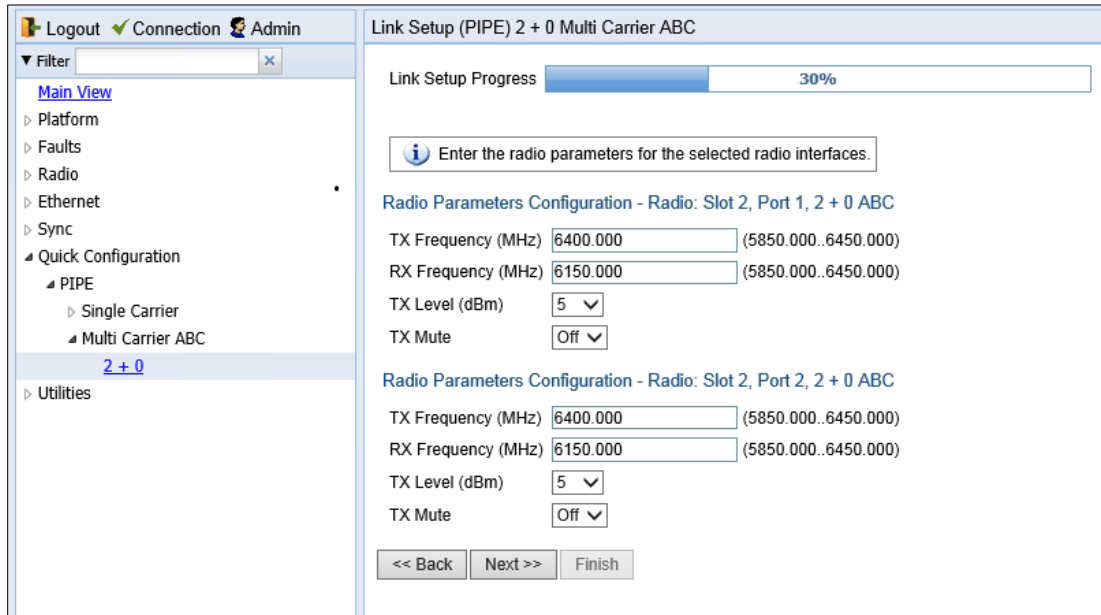 Logout Connection Admin
Filter
Main View
Platform
Faults
Radio
Ethernet
Sync
Quick Configuration
PIPE
Single Carrier
Multi Carrier ABC
2 + 0
Utilities
Link Setup (PIPE) 2 + 0 Multi Carrier ABC
Link Setup Progress 30%
Enter the radio parameters for the selected radio interfaces.
Radio Parameters Configuration - Radio: Slot 2, Port 1, 2 + 0 ABC
TX Frequency (MHz) 6400.000 (5850.000..6450.000)
RX Frequency (MHz) 6150.000 (5850.000..6450.000)
TX Level (dBm) 5
TX Mute Off
Radio Parameters Configuration - Radio: Slot 2, Port 2, 2 + 0 ABC
TX Frequency (MHz) 6400.000 (5850.000..6450.000)
RX Frequency (MHz) 6150.000 (5850.000..6450.000)
TX Level (dBm) 5
TX Mute Off
<< Back Next >> Finish